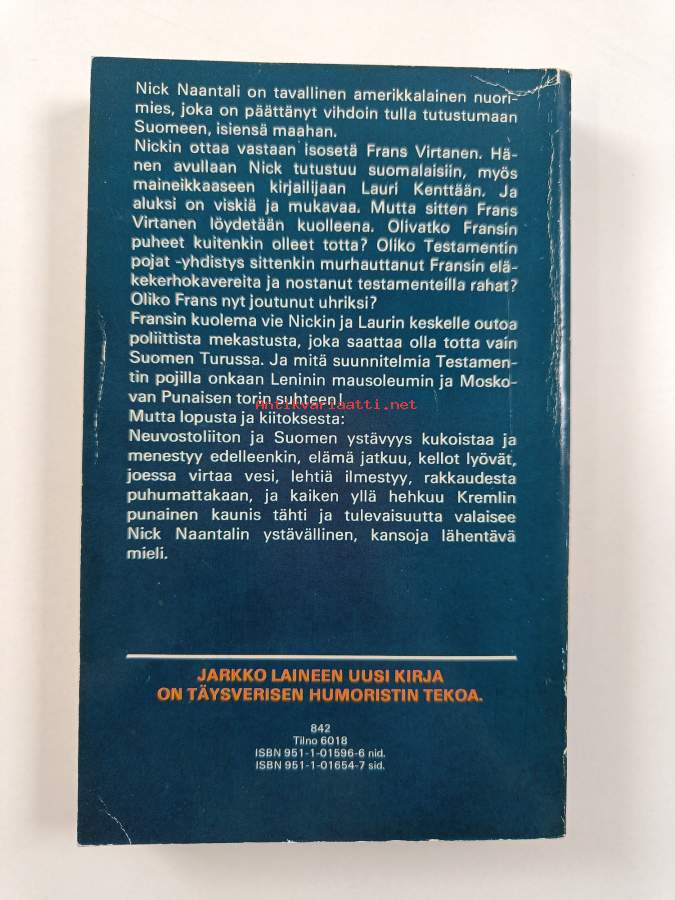 Nick Naantali on tavallinen amerikkalainen nuori-
mies, joka on päättänyt vihdoin tulla tutustumaan
Suomeen, isiensä maahan.
Nickin ottaa vastaan isosetä Frans Virtanen. Hä-
nen avullaan Nick tutustuu suomalaisiin, myös
maineikkaaseen kirjailijaan Lauri Kenttään. Ja
aluksi on viskiä ja mukavaa. Mutta sitten Frans
Virtanen löydetään kuolleena. Olivatko Fransin
puheet kuitenkin olleet totta? Oliko Testamentin
pojat -yhdistys sittenkin murhauttanut Fransin elä-
kekerhokavereita ja nostanut testamenteilla rahat?
Oliko Frans nyt joutunut uhriksi?
Fransin kuolema vie Nickin ja Laurin keskelle outoa
poliittista mekastusta, joka saattaa olla totta vain
Suomen Turussa. Ja mitä suunnitelmia Testamen-
tin pojilla onkaan Leninin mausoleumin ja Mosko-
van Punaisen torin suhteen!
Antikvariaatti.net
Mutta lopusta ja kiitoksesta:
Neuvostoliiton ja Suomen ystävyys kukoistaa ja
menestyy edelleenkin, elämä jatkuu, kellot lyövät,
joessa virtaa vesi, lehtiä ilmestyy, rakkaudesta
puhumattakaan, ja kaiken yllä hehkuu Kremlin
punainen kaunis tähti ja tulevaisuutta valaisee
Nick Naantalin ystävällinen, kansoja lähentävä
mieli.
JARKKO LAINEEN UUSI KIRJA
ON TÄYSVERISEN HUMORISTIN TEKOA.
842
Tilno 6018
ISBN 951-1-01596-6 nid.
ISBN 951-1-01654-7 sid.